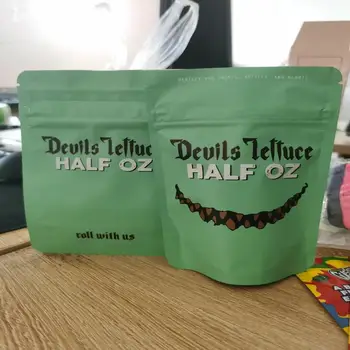 Devils lettuce
HALF OZ
roll with us
Devils lettuce
HALF OZ